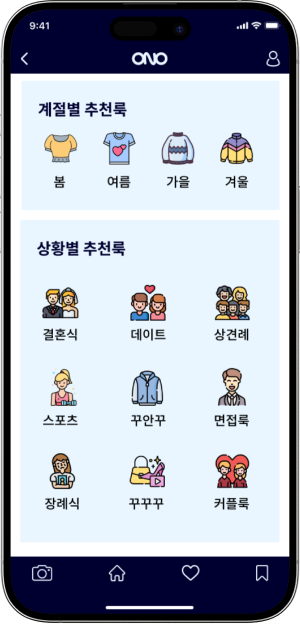 9:41
ONO
계절별 추천룩
봄 여름 가을 겨울
상황별 추천룩
결혼식 데이트 상견례
스포츠 꾸안꾸 면접룩
장례식 꾸꾸꾸 커플룩